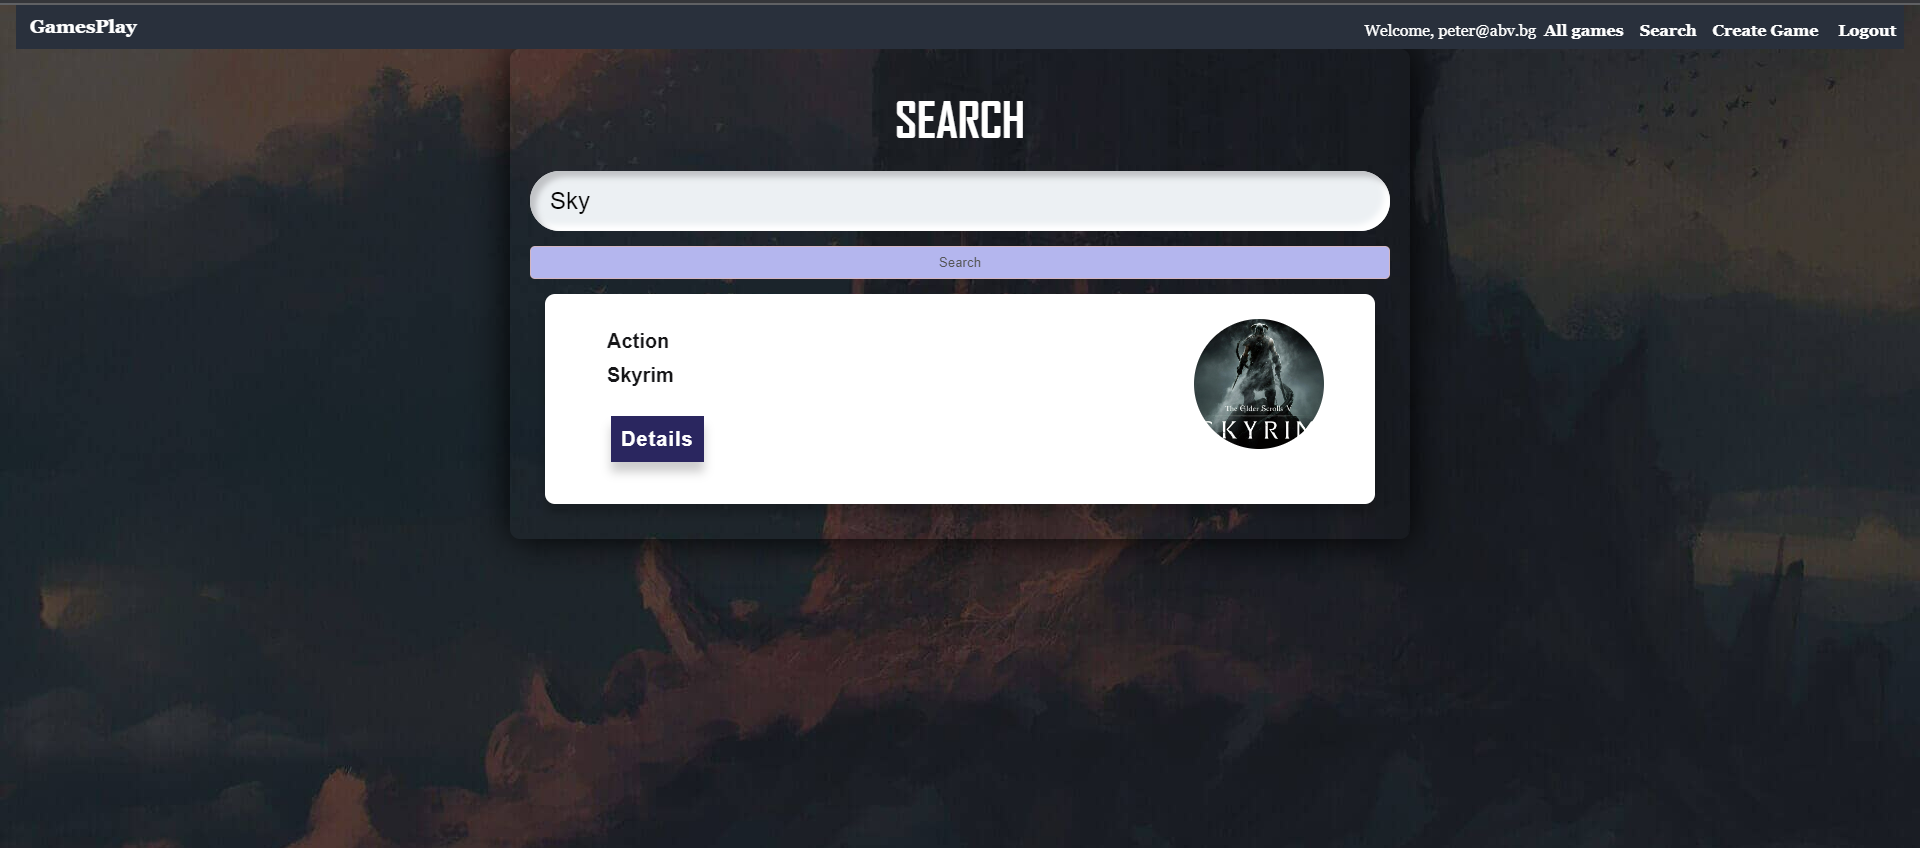 GamesPlay
Welcome, peter@abv.bg All games Search Create Game Logout
SEARCH
Sky
Search
Action
Skyrim
Details
The Elder Scrolls V
SKYRIM